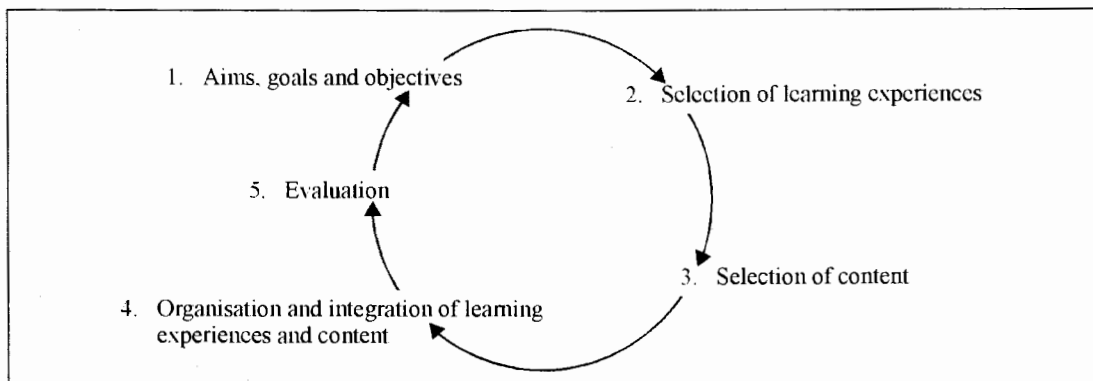 1. Aims, goals and objectives
2. Selection of learning experiences
3. Selection of content
4. Organisation and integration of learning
experiences and content
5. Evaluation